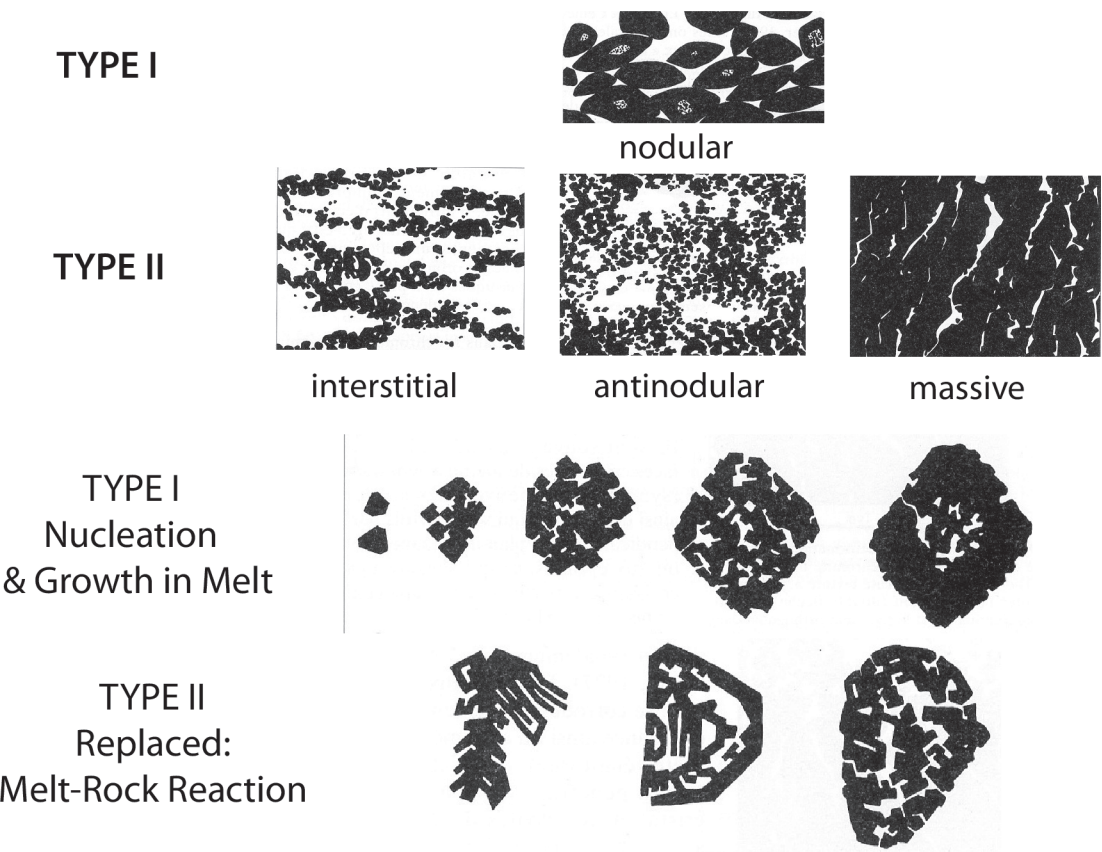 TYPE I
nodular
TYPE II
interstitial
antinodular
massive
TYPE I
Nucleation
& Growth in Melt
TYPE II
Replaced:
Melt-Rock Reaction